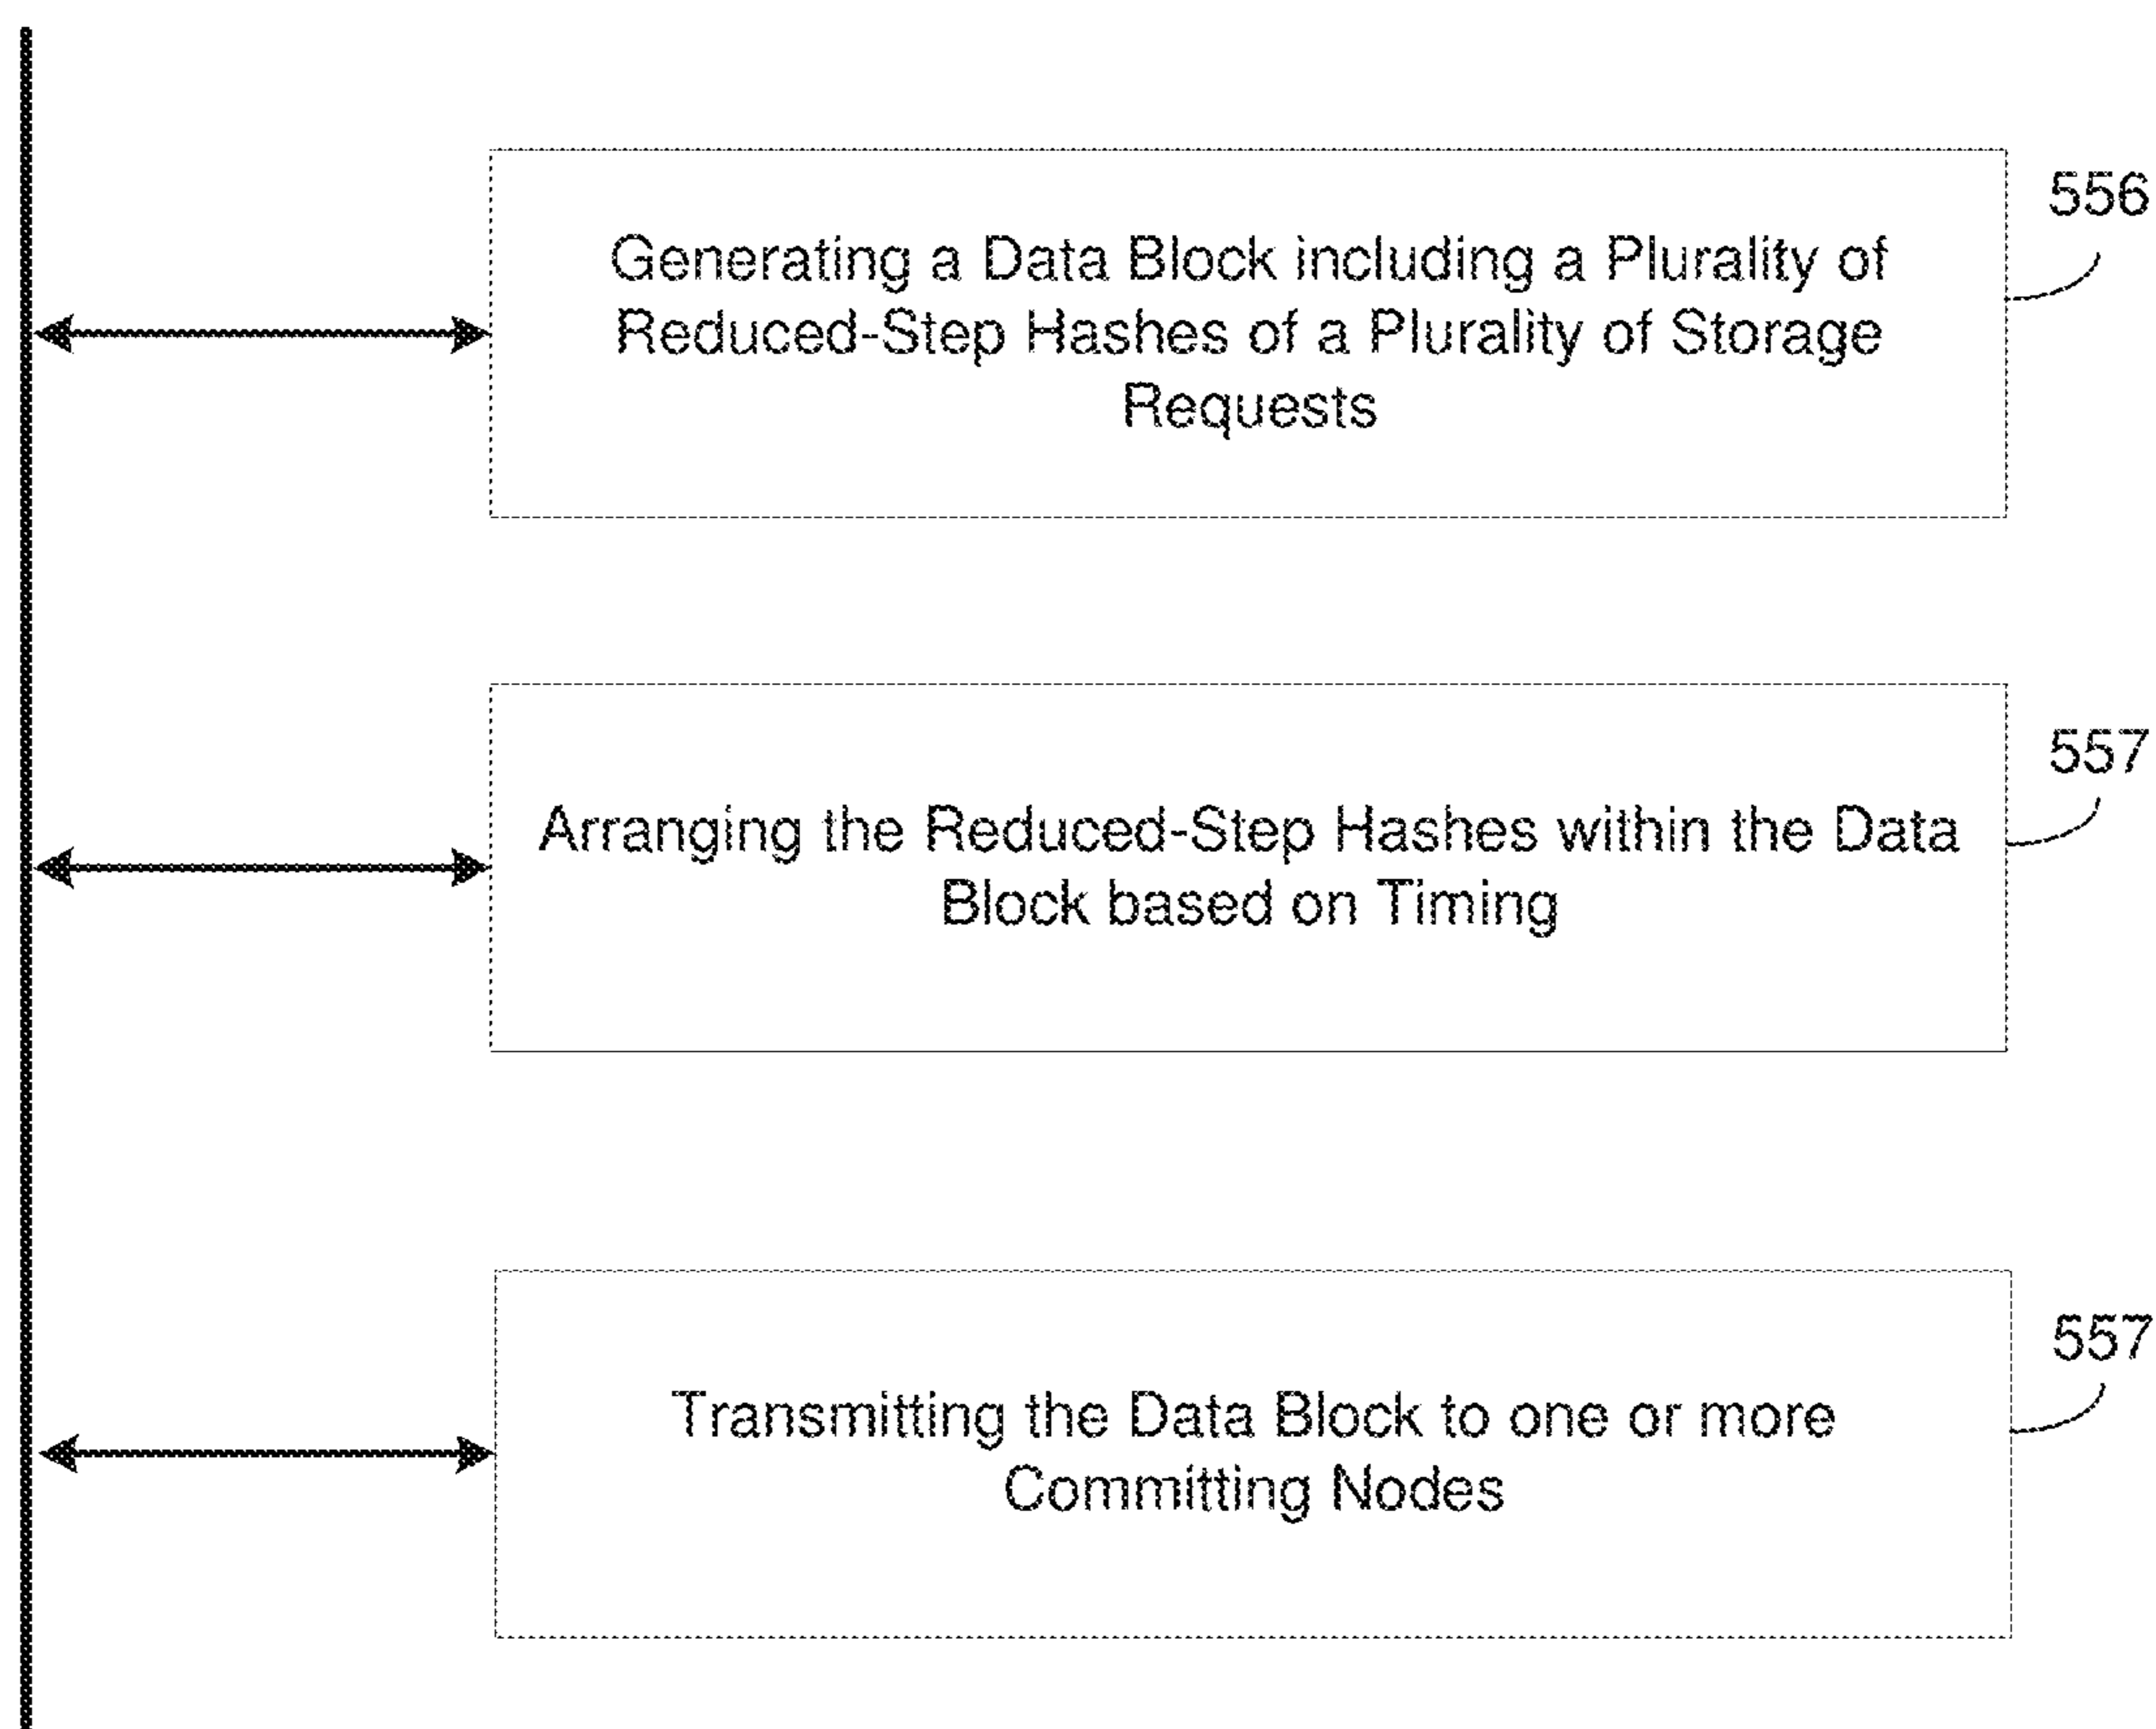 556
Generating a Data Block including a Plurality of
Reduced-Step Hashes of a Plurality of Storage
Requests
557
Arranging the Reduced-Step Hashes within the Data
Block based on Timing
557
Transmitting the Data Block to one or more
Committing Nodes